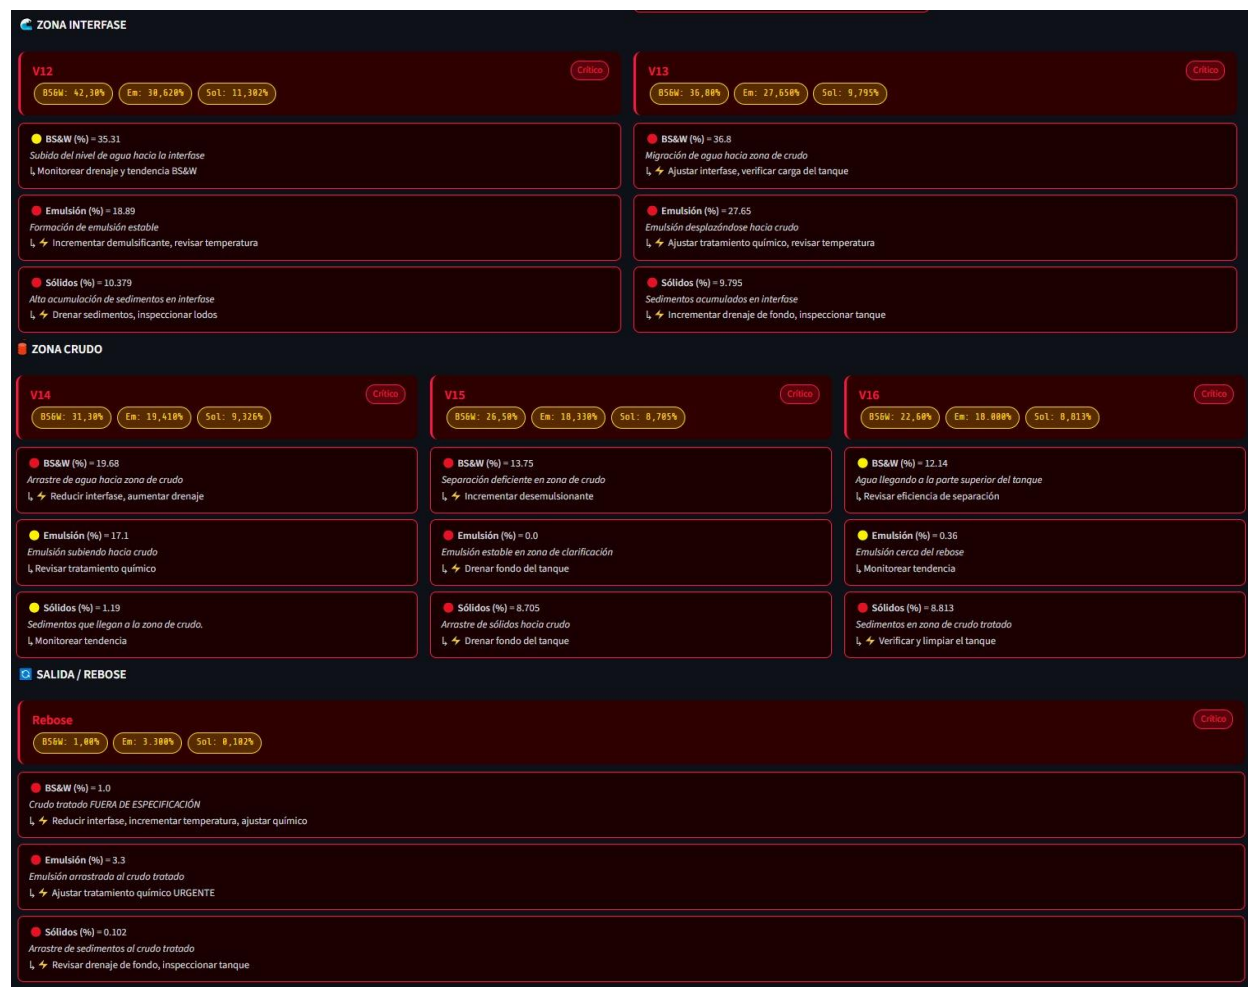 ZONA INTERFASE
V12
Crítico
BS&W: 42,30% Em: 30,620% Sol: 11,302%
BS&W (%) = 35.31
Subida del nivel de agua hacia la interfase
↳ Monitorear drenaje y tendencia BS&W
Emulsión (%) = 18.89
Formación de emulsión estable
↳ ⚡ Incrementar demulsificante, revisar temperatura
Sólidos (%) = 10.379
Alta acumulación de sedimentos en interfase
↳ ⚡ Drenar sedimentos, inspeccionar lodos
V13
Crítico
BS&W: 36,80% Em: 27,650% Sol: 9,795%
BS&W (%) = 36.8
Migración de agua hacia zona de crudo
↳ ⚡ Ajustar interfase, verificar carga del tanque
Emulsión (%) = 27.65
Emulsión desplazándose hacia crudo
↳ ⚡ Ajustar tratamiento químico, revisar temperatura
Sólidos (%) = 9.795
Sedimentos acumulados en interfase
↳ ⚡ Incrementar drenaje de fondo, inspeccionar tanque
ZONA CRUDO
V14
Crítico
BS&W: 31,30% Em: 19,410% Sol: 9,326%
BS&W (%) = 19.68
Arrastre de agua hacia zona de crudo
↳ ⚡ Reducir interfase, aumentar drenaje
Emulsión (%) = 17.1
Emulsión subiendo hacia crudo
↳ Revisar tratamiento químico
Sólidos (%) = 1.19
Sedimentos que llegan a la zona de crudo.
↳ Monitorear tendencia
V15
Crítico
BS&W: 26,50% Em: 18,330% Sol: 8,705%
BS&W (%) = 13.75
Separación deficiente en zona de crudo
↳ ⚡ Incrementar desemulsionante
Emulsión (%) = 0.0
Emulsión estable en zona de clarificación
↳ ⚡ Drenar fondo del tanque
Sólidos (%) = 8.705
Arrastre de sólidos hacia crudo
↳ ⚡ Drenar fondo del tanque
V16
Crítico
BS&W: 22,60% Em: 18.000% Sol: 8,813%
BS&W (%) = 12.14
Agua llegando a la parte superior del tanque
↳ Revisar eficiencia de separación
Emulsión (%) = 0.36
Emulsión cerca del rebose
↳ Monitorear tendencia
Sólidos (%) = 8.813
Sedimentos en zona de crudo tratado
↳ ⚡ Verificar y limpiar el tanque
SALIDA / REBOSE
Rebose
Crítico
BS&W: 1,00% Em: 3.300% Sol: 0,102%
BS&W (%) = 1.0
Crudo tratado FUERA DE ESPECIFICACIÓN
↳ ⚡ Reducir interfase, incrementar temperatura, ajustar químico
Emulsión (%) = 3.3
Emulsión arrastrada al crudo tratado
↳ ⚡ Ajustar tratamiento químico URGENTE
Sólidos (%) = 0.102
Arrastre de sedimentos al crudo tratado
↳ ⚡ Revisar drenaje de fondo, inspeccionar tanque